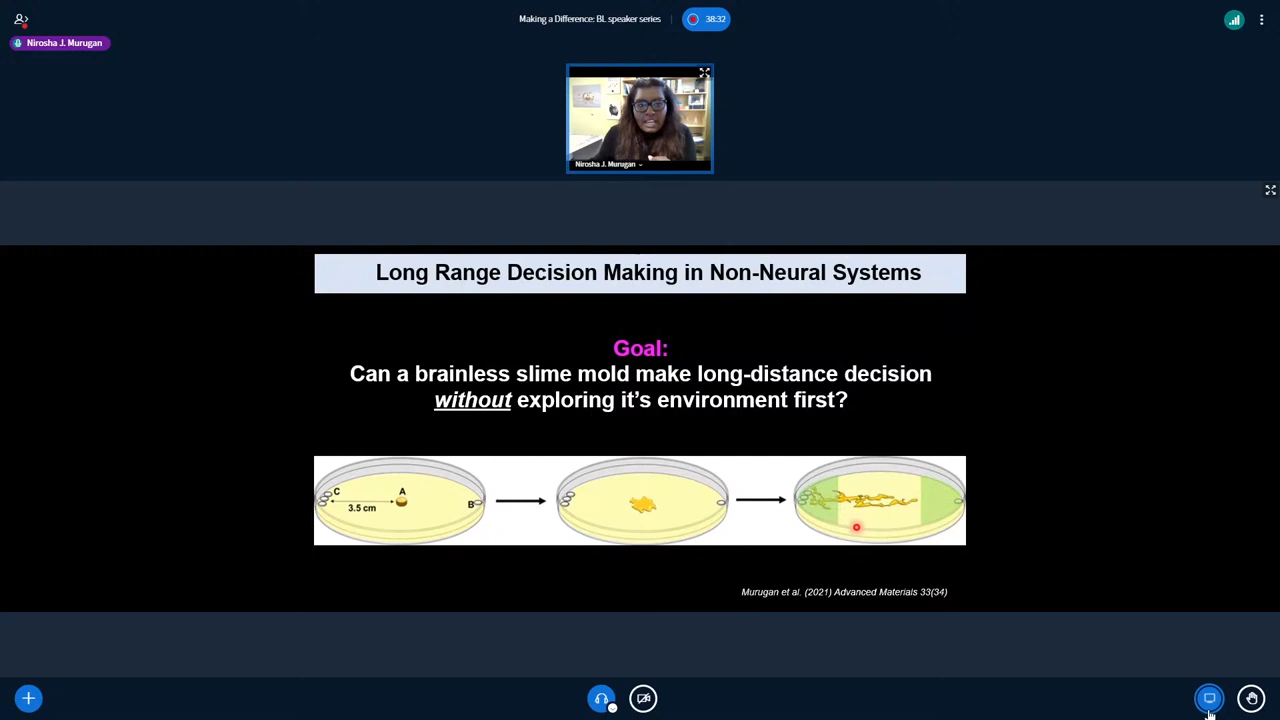 Making a Difference: BL speaker series
38:32
Nirosha J. Murugan
Nirosha J. Murugan
Long Range Decision Making in Non-Neural Systems
Goal:
Can a brainless slime mold make long-distance decision
without exploring it's environment first?
C
A
B
3.5 cm
Murugan et al. (2021) Advanced Materials 33(34)